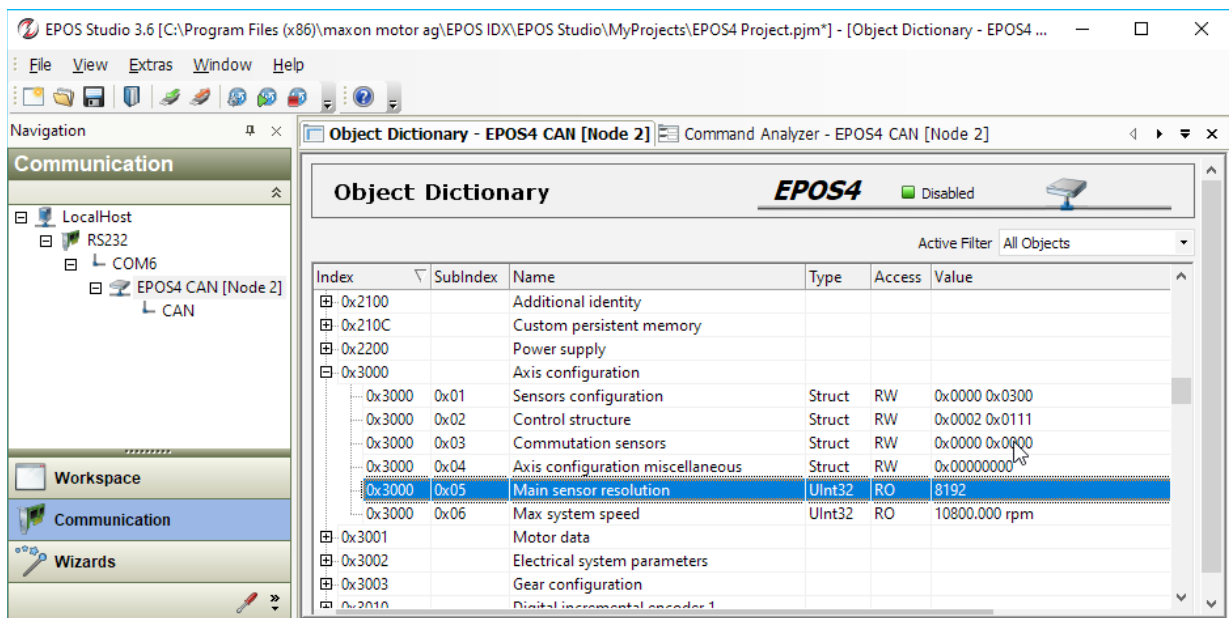 EPOS Studio 3.6 [C:\Program Files (x86)\maxon motor ag\EPOS IDX\EPOS Studio\MyProjects\EPOS4 Project.pjm*] - [Object Dictionary - EPOS4 ...
File View Extras Window Help
Navigation
Communication
LocalHost
RS232
COM6
EPOS4 CAN [Node 2]
CAN
Workspace
Communication
Wizards
Object Dictionary - EPOS4 CAN [Node 2] Command Analyzer - EPOS4 CAN [Node 2]
Object Dictionary EPOS4 Disabled
Active Filter All Objects
Index SubIndex Name Type Access Value
0x2100 Additional identity
0x210C Custom persistent memory
0x2200 Power supply
0x3000 Axis configuration
0x3000 0x01 Sensors configuration Struct RW 0x0000 0x0300
0x3000 0x02 Control structure Struct RW 0x0002 0x0111
0x3000 0x03 Commutation sensors Struct RW 0x0000 0x0000
0x3000 0x04 Axis configuration miscellaneous Struct RW 0x00000000
0x3000 0x05 Main sensor resolution UInt32 RO 8192
0x3000 0x06 Max system speed UInt32 RO 10800.000 rpm
0x3001 Motor data
0x3002 Electrical system parameters
0x3003 Gear configuration
0x3010 Digital incremental encoder 1